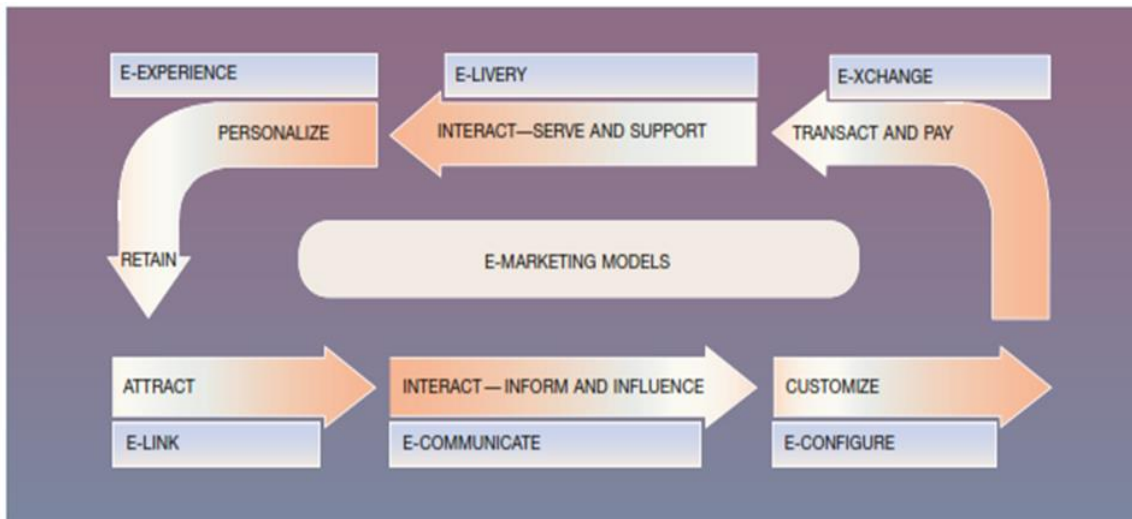 E-EXPERIENCE
E-LIVERY
E-XCHANGE
PERSONALIZE
INTERACT—SERVE AND SUPPORT
TRANSACT AND PAY
RETAIN
E-MARKETING MODELS
ATTRACT
INTERACT — INFORM AND INFLUENCE
CUSTOMIZE
E-LINK
E-COMMUNICATE
E-CONFIGURE